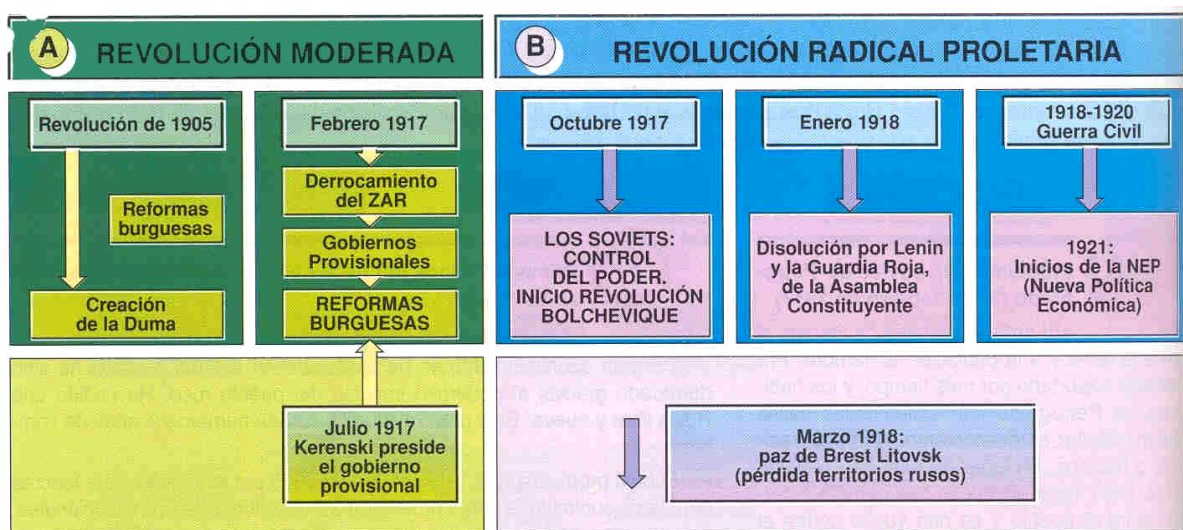 A
REVOLUCIÓN MODERADA
B
REVOLUCIÓN RADICAL PROLETARIA
Revolución de 1905
Reformas
burguesas
Creación
de la Duma
Febrero 1917
Derrocamiento
del ZAR
Gobiernos
Provisionales
REFORMAS
BURGUESAS
Julio 1917
Kerenski preside
el gobierno
provisional
Octubre 1917
LOS SOVIETS:
CONTROL
DEL PODER.
INICIO REVOLUCIÓN
BOLCHEVIQUE
Enero 1918
Disolución por Lenin
y la Guardia Roja,
de la Asamblea
Constituyente
1918-1920
Guerra Civil
1921:
Inicios de la NEP
(Nueva Política
Económica)
Marzo 1918:
paz de Brest Litovsk
(pérdida territorios rusos)